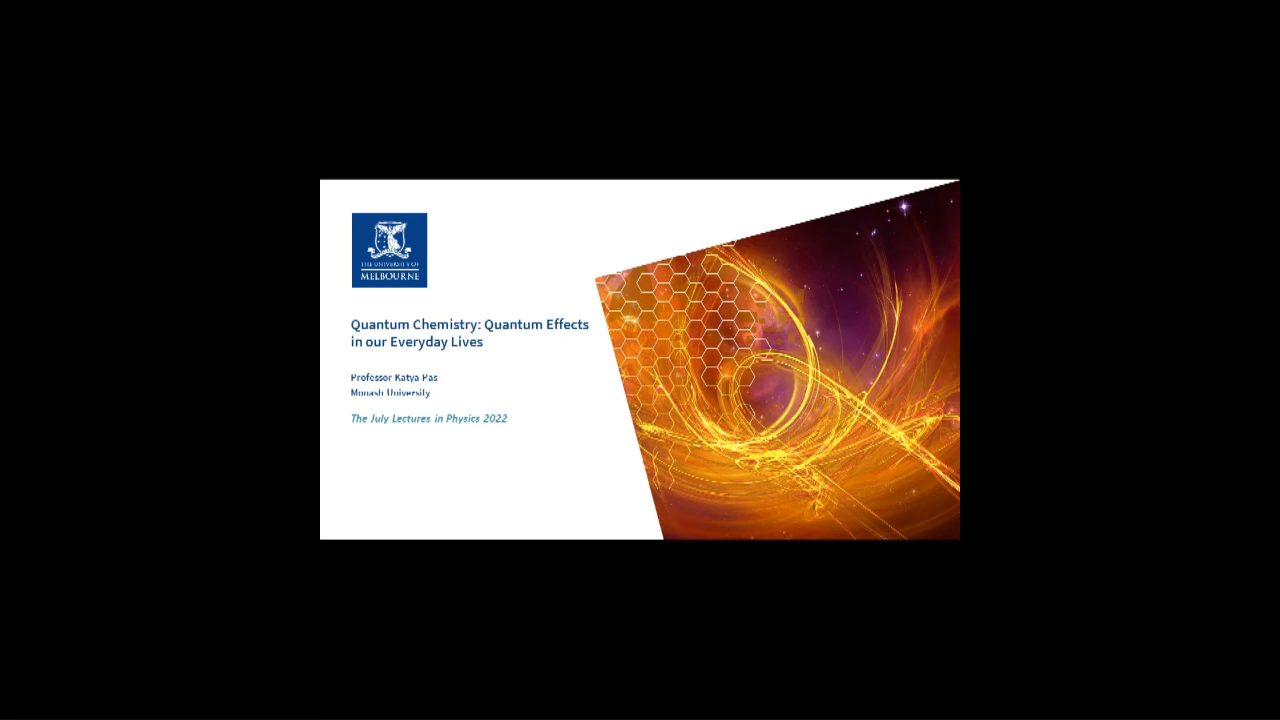 THE UNIVERSITY OF
MELBOURNE
Quantum Chemistry: Quantum Effects
in our Everyday Lives
Professor Katya Pas
Monash University
The July Lectures in Physics 2022